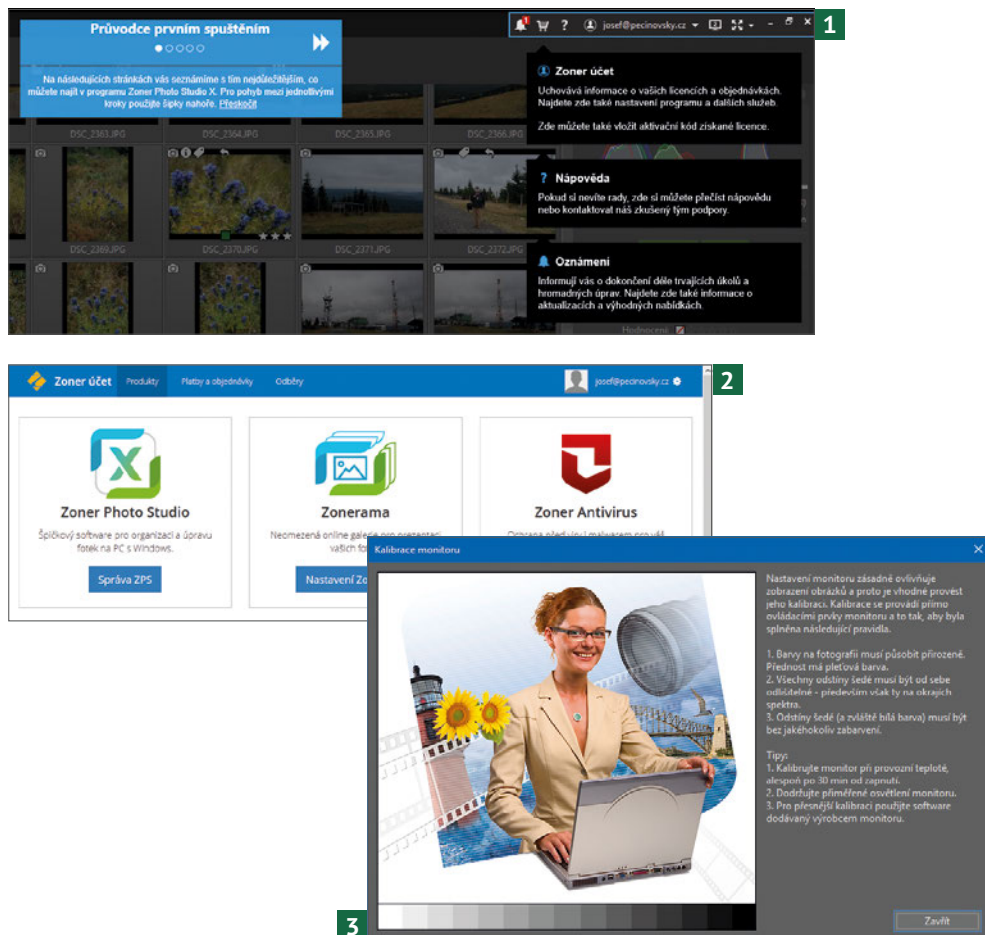 Průvodce prvním spuštěním
Na následujících stránkách vás seznámíme s tím nejdůležitějším, co
můžete najít v programu Zoner Photo Studio X. Pro pohyb mezi jednotlivými
kroky použijte šipky nahoře. Přeskočit
1
? josef@pecinovsky.cz
1
Zoner účet
Uchovává informace o vašich licencích a objednávkách.
Najdete zde také nastavení programu a dalších služeb.
Zde můžete také vložit aktivační kód získané licence.
? Nápověda
Pokud si nevíte rady, zde si můžete přečíst nápovědu
nebo kontaktovat náš zkušený tým podpory.
Oznámení
Informují vás o dokončení déle trvajících úkolů a
hromadných úprav. Najdete zde také informace o
aktualizacích a výhodných nabídkách.
Hodnocení
DSC_2363.JPG DSC_2364.JPG DSC_2365.JPG DSC_2366.JPG
DSC_2369.JPG DSC_2370.JPG DSC_2371.JPG DSC_2372.JPG
Zoner účet Produkty Platby a objednávky Odběry josef@pecinovsky.cz
2
Zoner Photo Studio
Špičkový software pro organizaci a úpravu
fotek na PC s Windows.
Správa ZPS
Zonerama
Neomezená online galerie pro prezentaci
vašich
Nastavení
Zoner Antivirus
Ochrana před viry i malwarem pro
Kalibrace monitoru
Nastavení monitoru zásadně ovlivňuje
zobrazení obrázků a proto je vhodné provést
jeho kalibraci. Kalibrace se provádí přímo
ovládacími prvky monitoru a to tak, aby byla
splněna následující pravidla.
1. Barvy na fotografii musí působit přirozeně.
Přednost má pleťová barva.
2. Všechny odstíny šedé musí být od sebe
odlišitelné - především však ty na okrajích
spektra.
3. Odstíny šedé (a zvláště bílá barva) musí být
bez jakéhokoliv zabarvení.
Tipy:
1. Kalibrujte monitor při provozní teplotě,
alespoň po 30 min od zapnutí.
2. Dodržujte přiměřené osvětlení monitoru.
3. Pro přesnější kalibraci použijte software
dodávaný výrobcem monitoru.
Zavřít
3